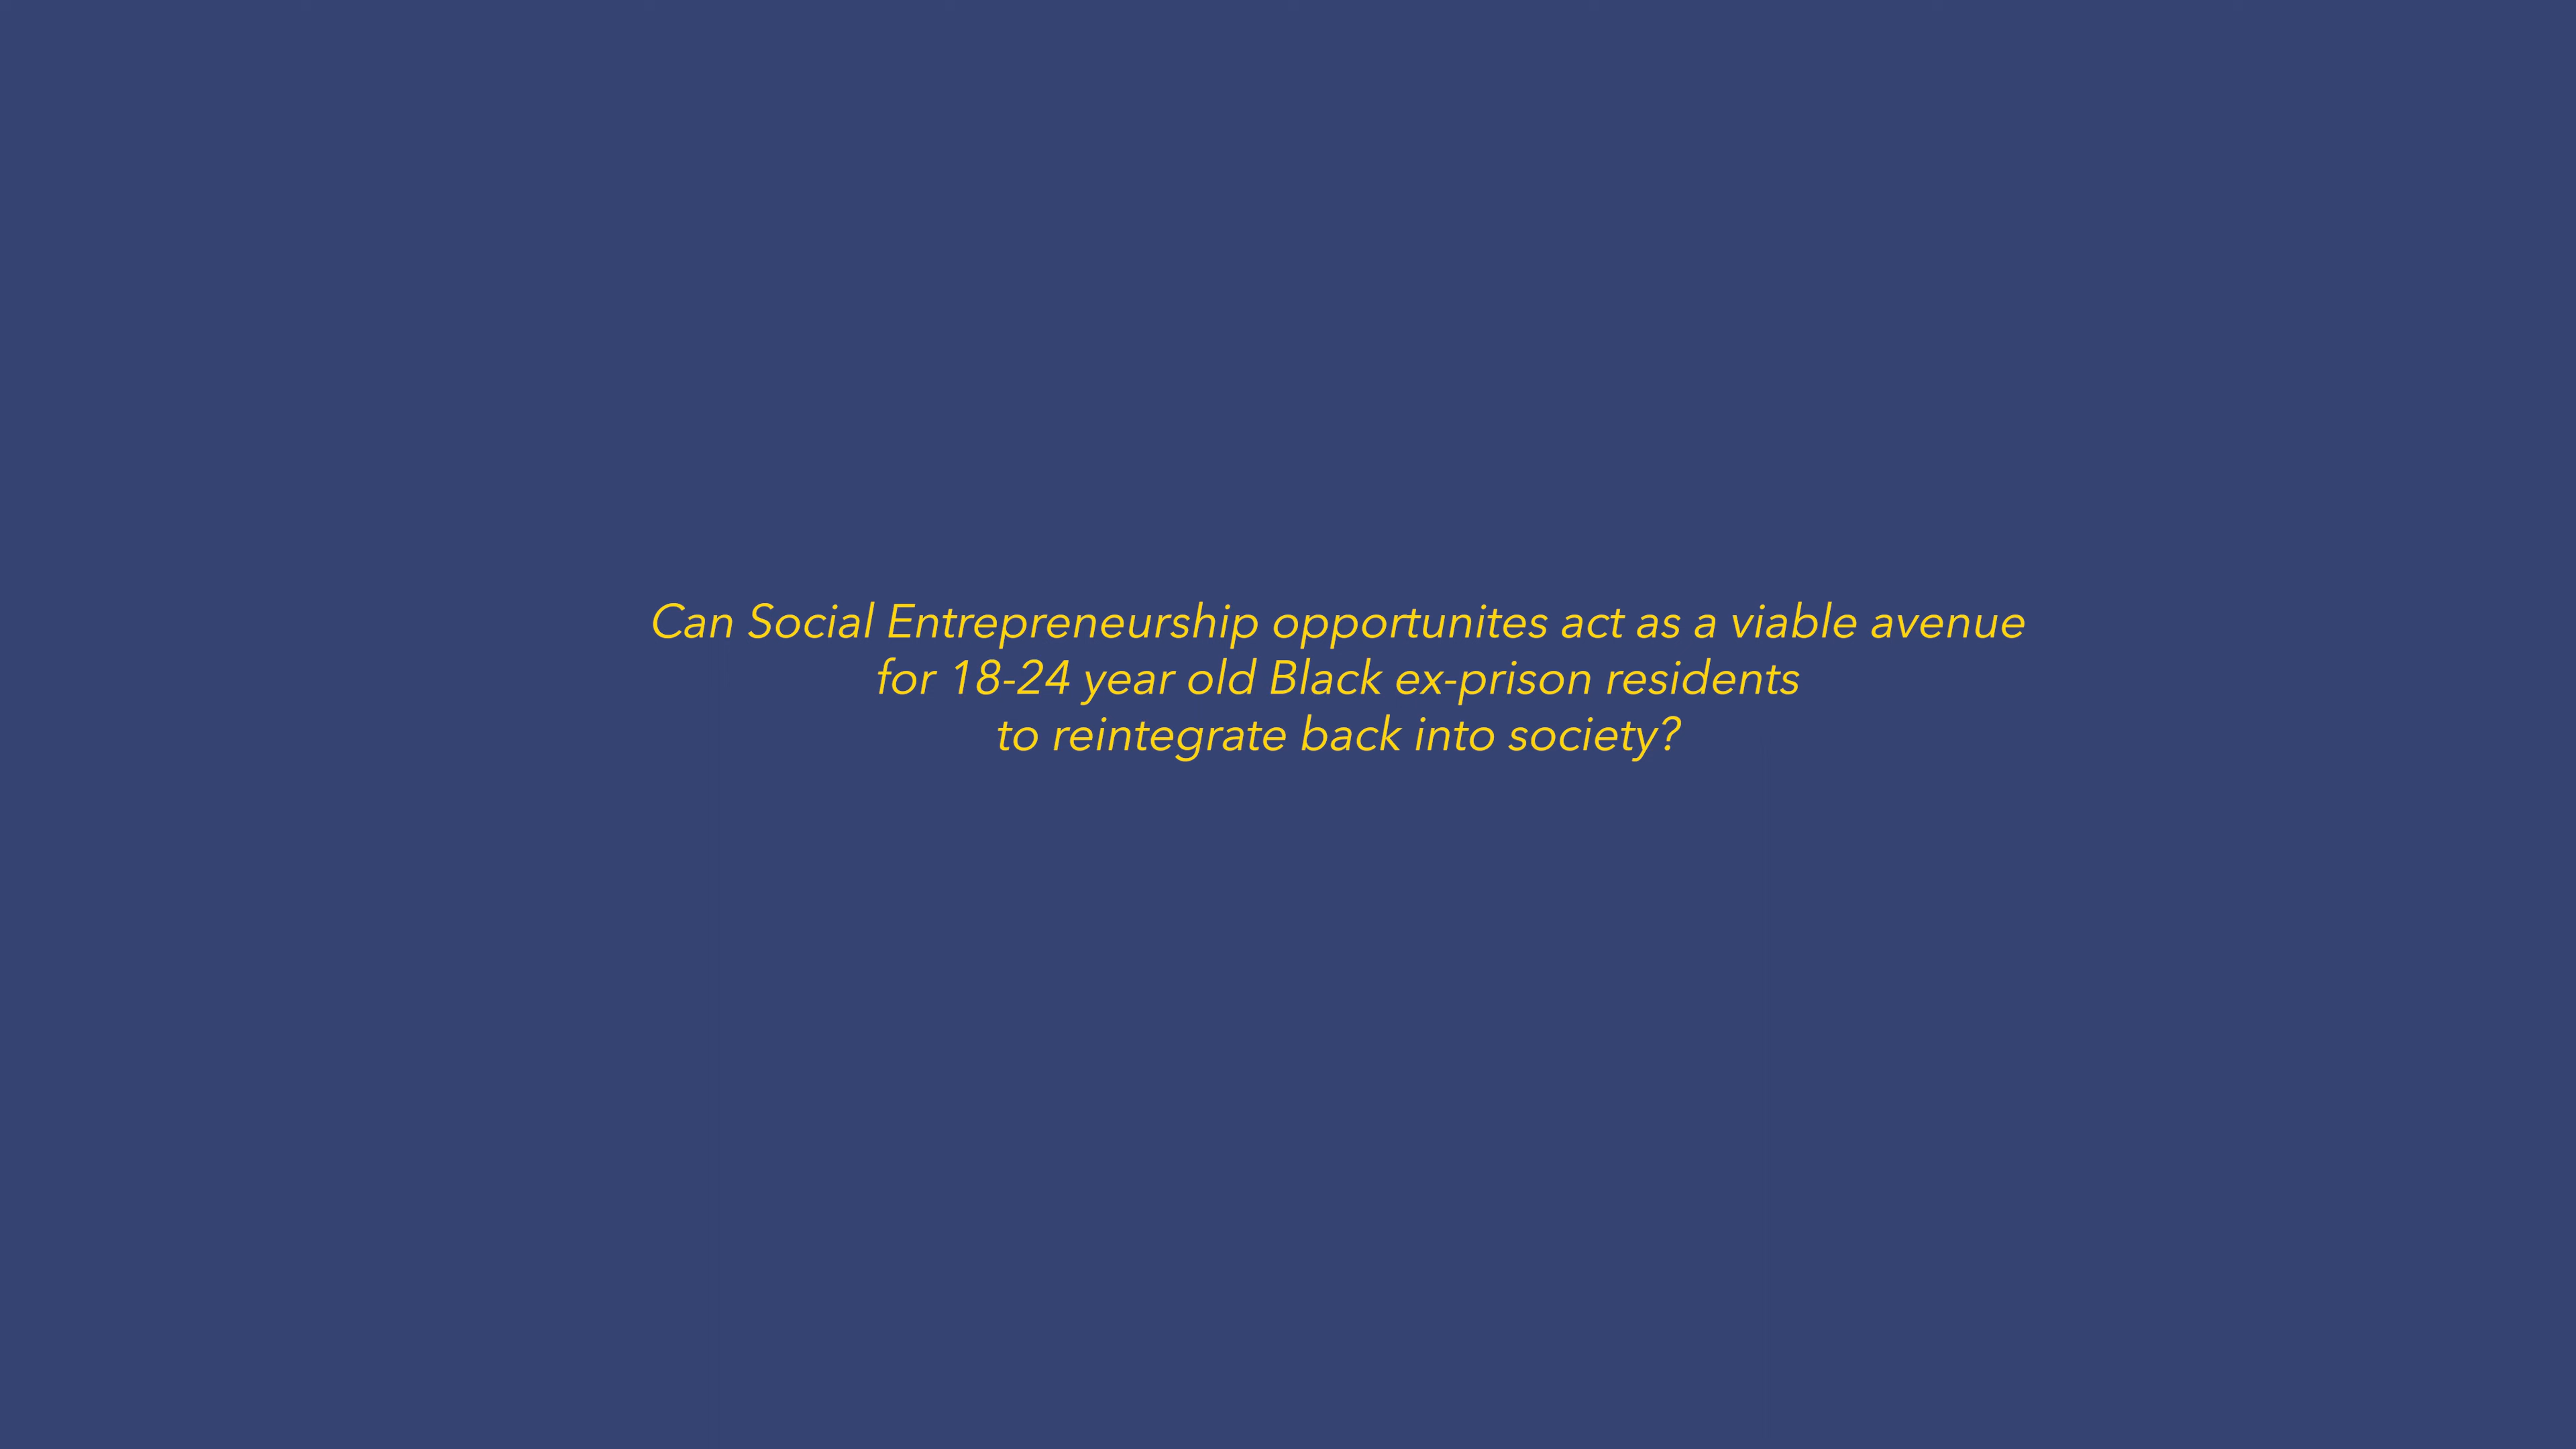 Can Social Entrepreneurship opportunites act as a viable avenue
for 18-24 year old Black ex-prison residents
to reintegrate back into society?